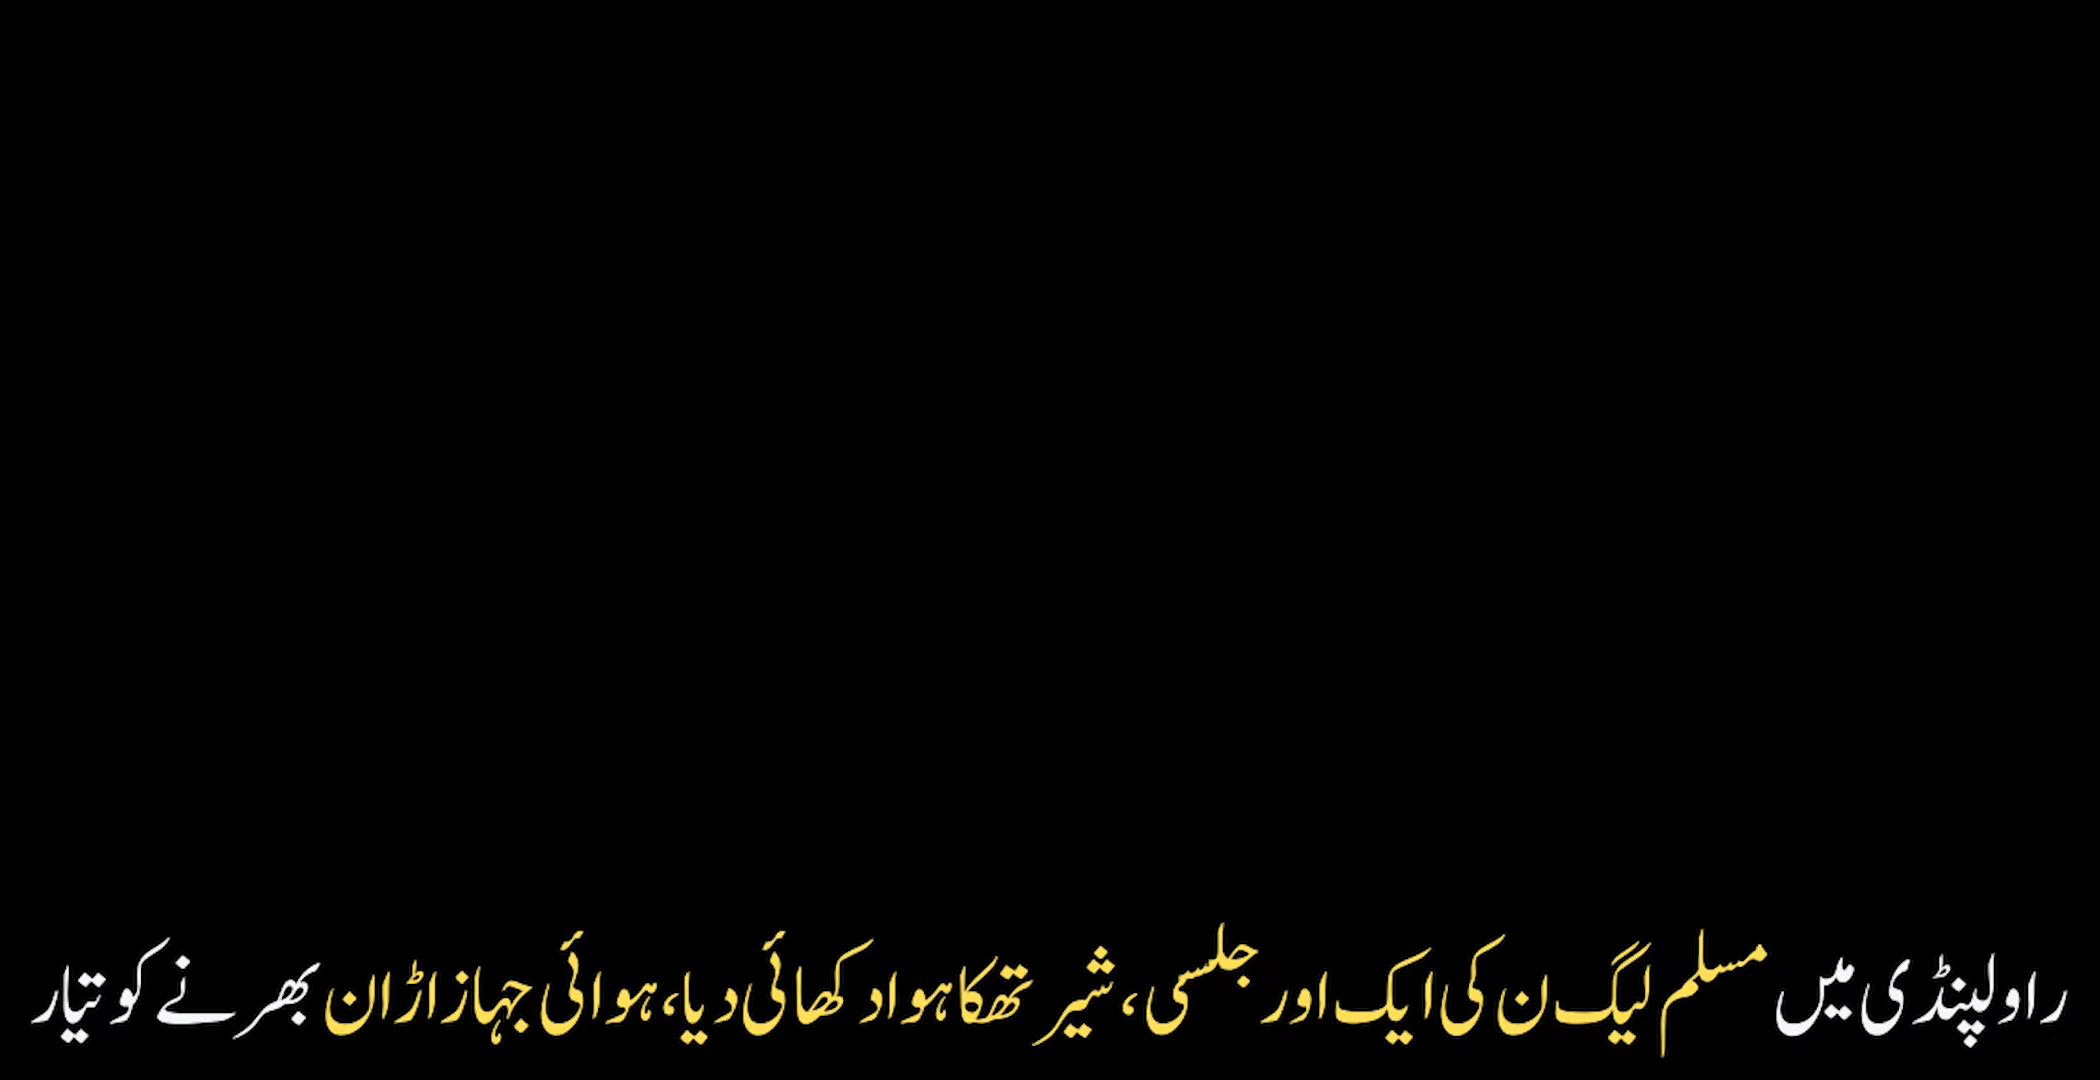 راولپنڈی میں مسلم لیگ ن کی ایک اور جلسی، شیر تھکا ہوا دکھائی دیا، ہوائی جہاز اڑان بھرنے کو تیار